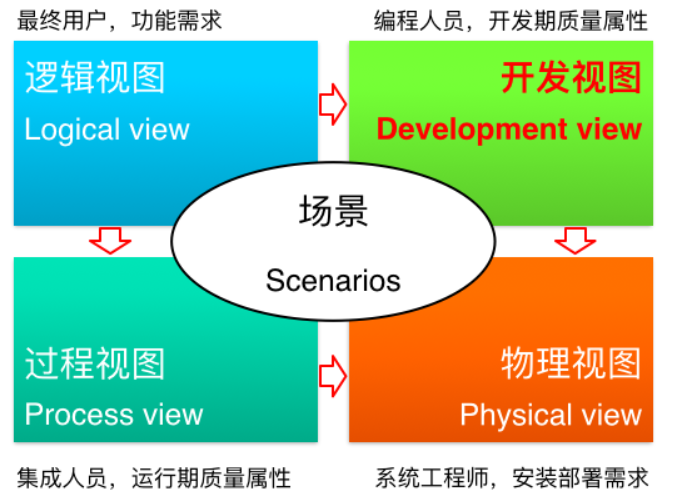 最终用户，功能需求
编程人员，开发期质量属性
逻辑视图
Logical view
开发视图
Development view
场景
Scenarios
过程视图
Process view
物理视图
Physical view
集成人员，运行期质量属性
系统工程师，安装部署需求